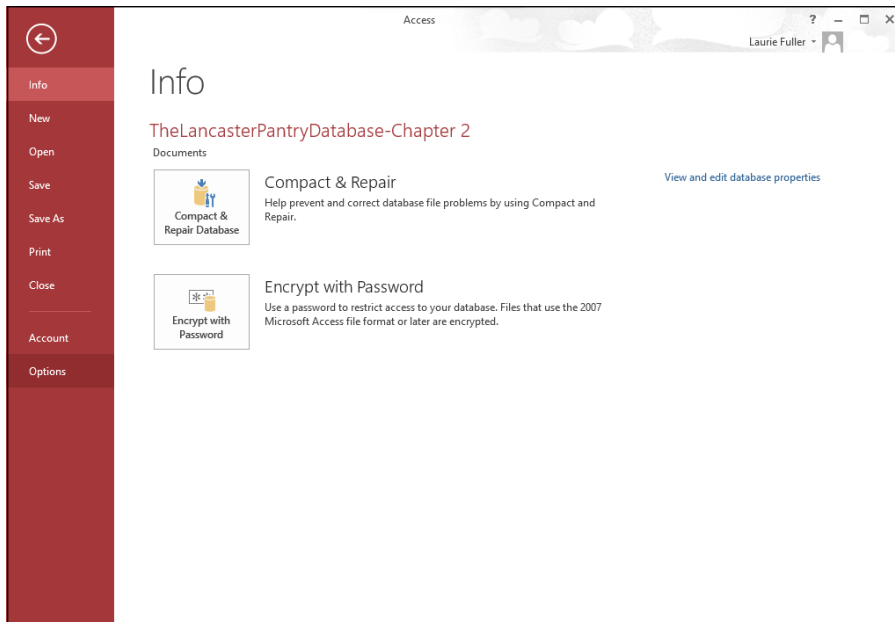 Access
?
Laurie Fuller
Info
New
Open
Save
Save As
Print
Close
Account
Options
Info
TheLancasterPantryDatabase-Chapter 2
Documents
Compact &
Repair Database
Compact & Repair
Help prevent and correct database file problems by using Compact and
Repair.
View and edit database properties
Encrypt with
Password
Encrypt with Password
Use a password to restrict access to your database. Files that use the 2007
Microsoft Access file format or later are encrypted.